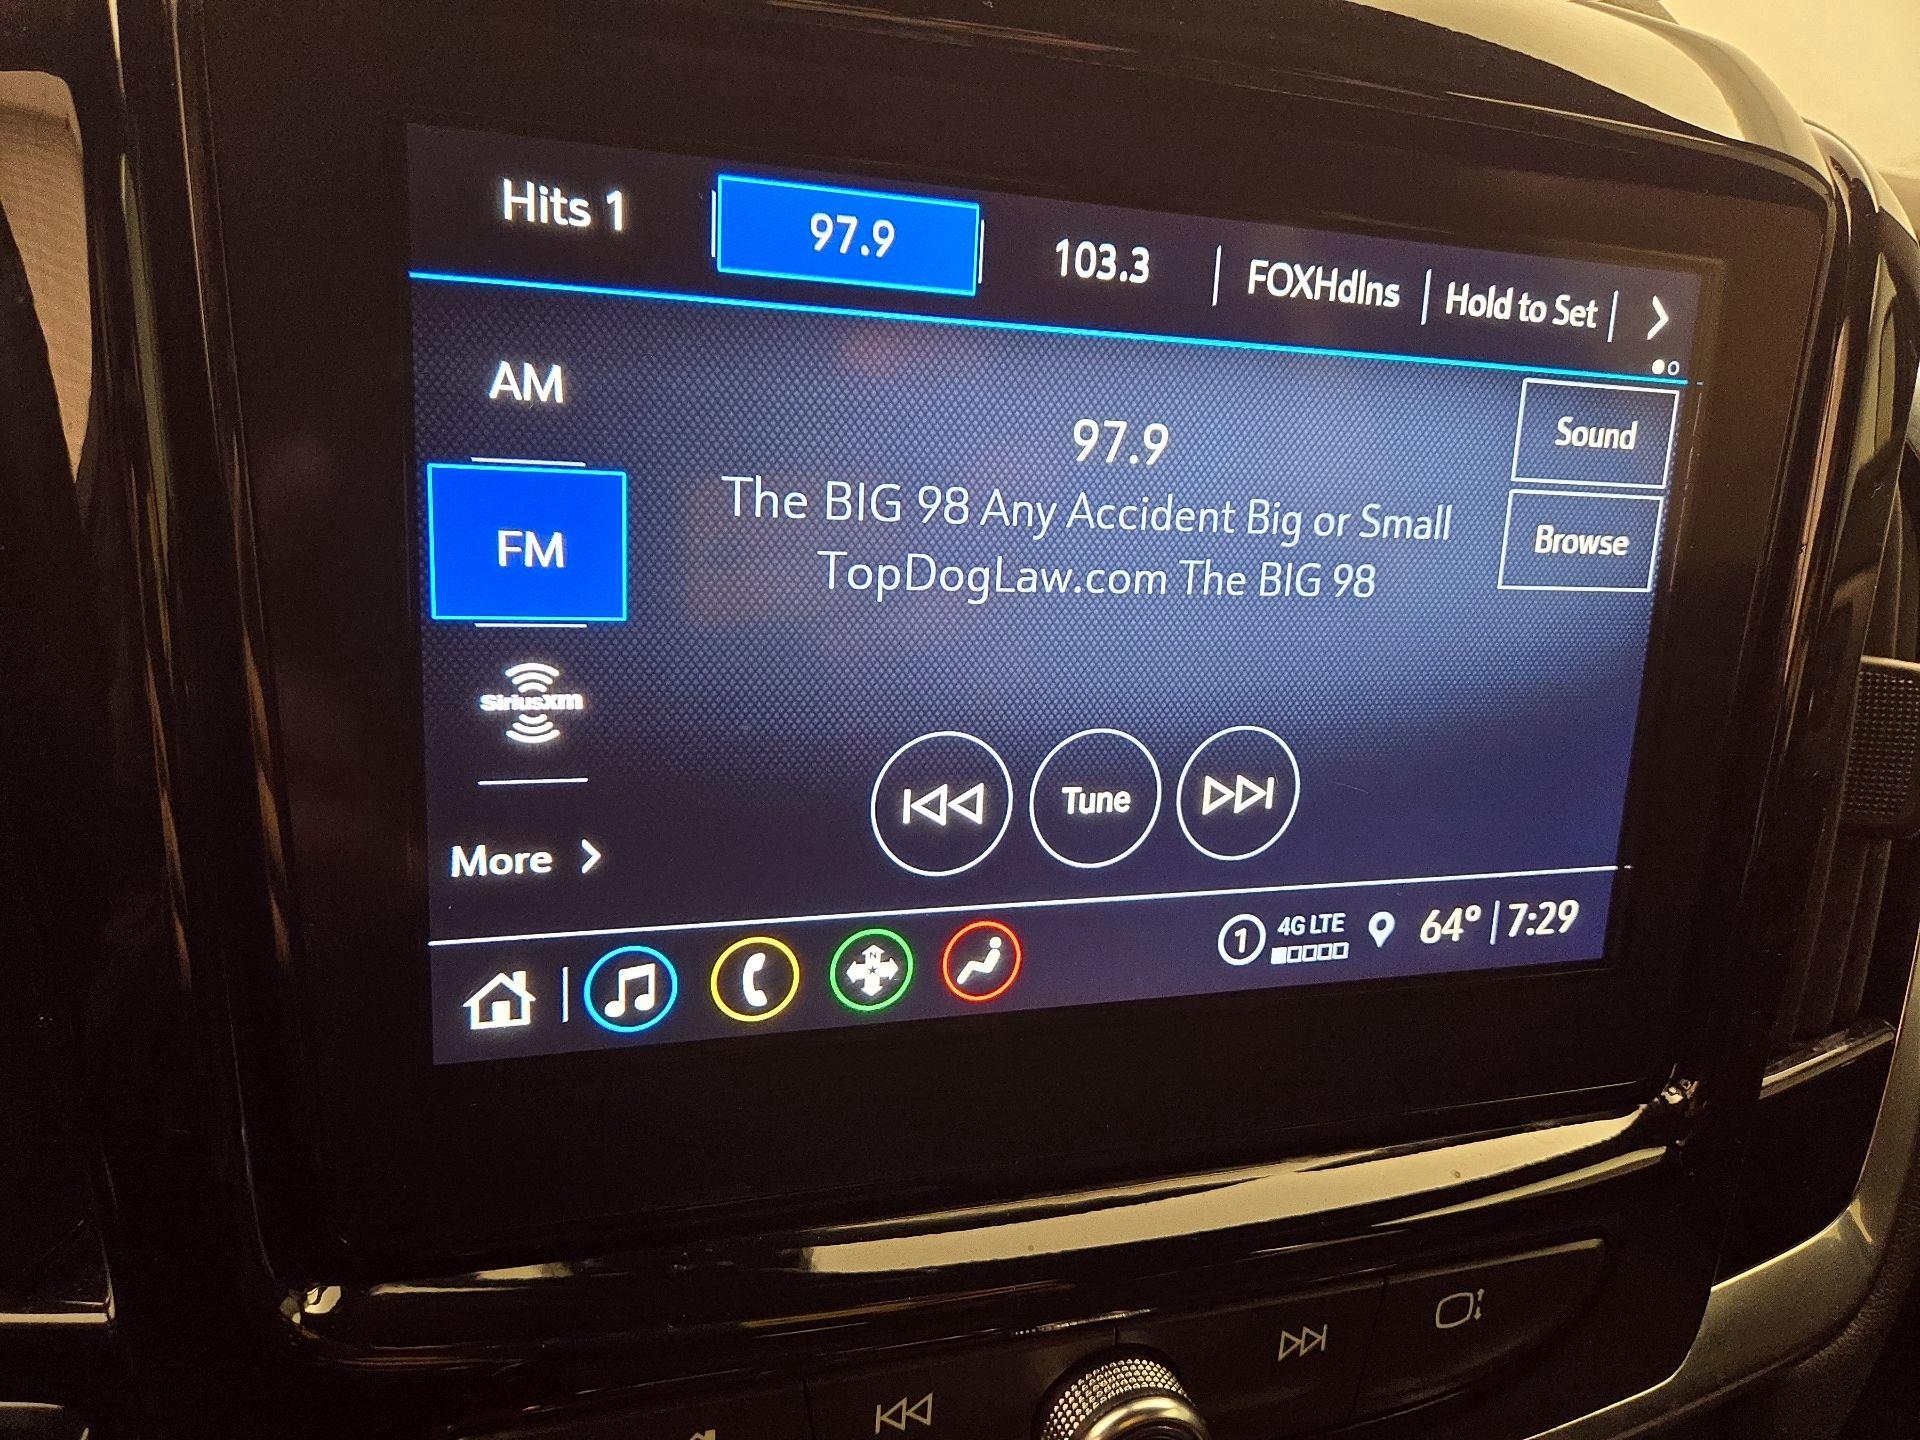 Hits 1
97.9
103.3
FOXHdlns
Hold to Set
AM
97.9
Sound
The BIG 98 Any Accident Big or Small
FM
Browse
TopDogLaw.com The BIG 98
SiriusXM
Tune
More
1
4G LTE
64°
7:29
N